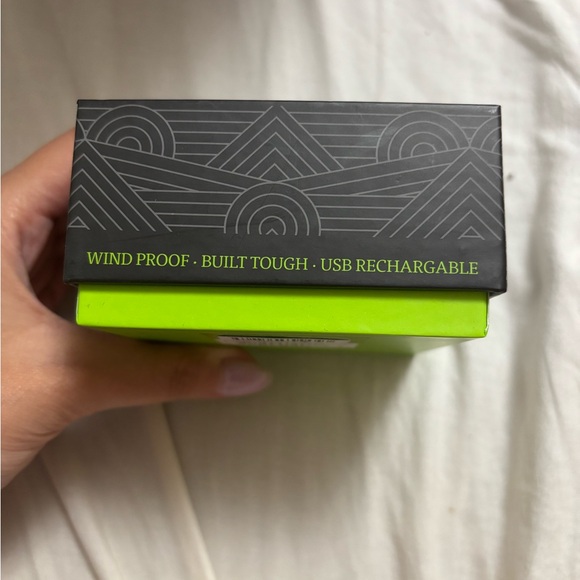 WIND PROOF · BUILT TOUGH · USB RECHARGABLE